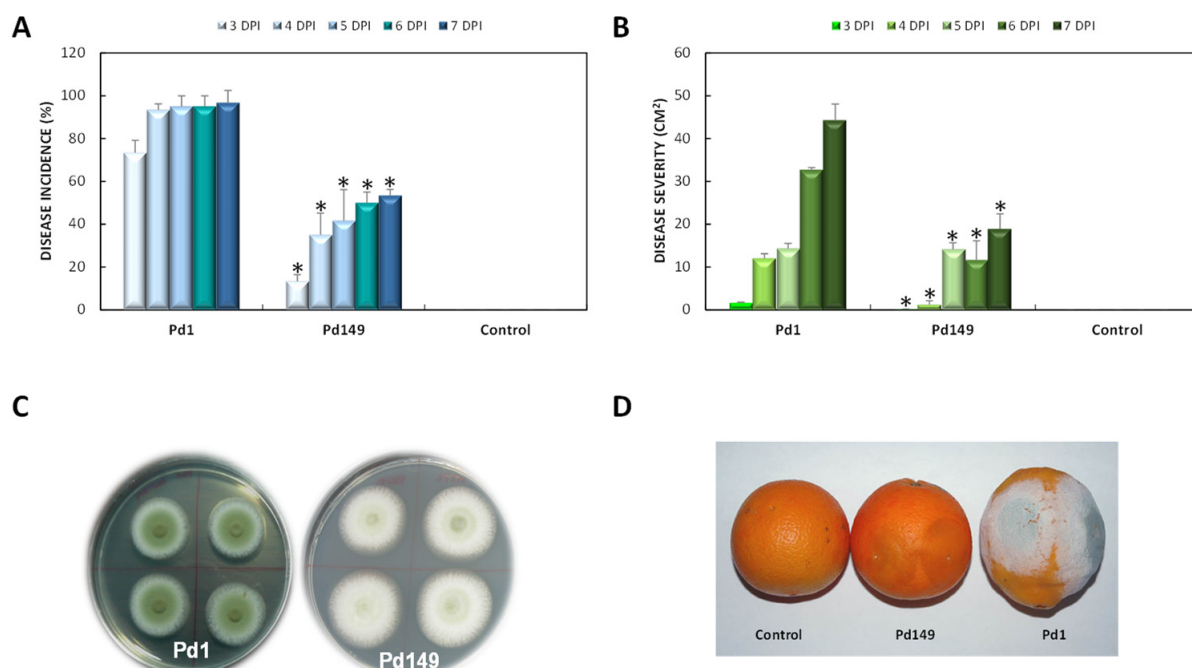 A
3 DPI 4 DPI 5 DPI 6 DPI 7 DPI
DISEASE INCIDENCE (%)
120
100
80
60
40
20
0
* * * * *
Pd1 Pd149 Control
B
3 DPI 4 DPI 5 DPI 6 DPI 7 DPI
DISEASE SEVERITY (CM²)
60
50
40
30
20
10
0
* * * * *
Pd1 Pd149 Control
C
Pd1 Pd149
D
Control Pd149 Pd1